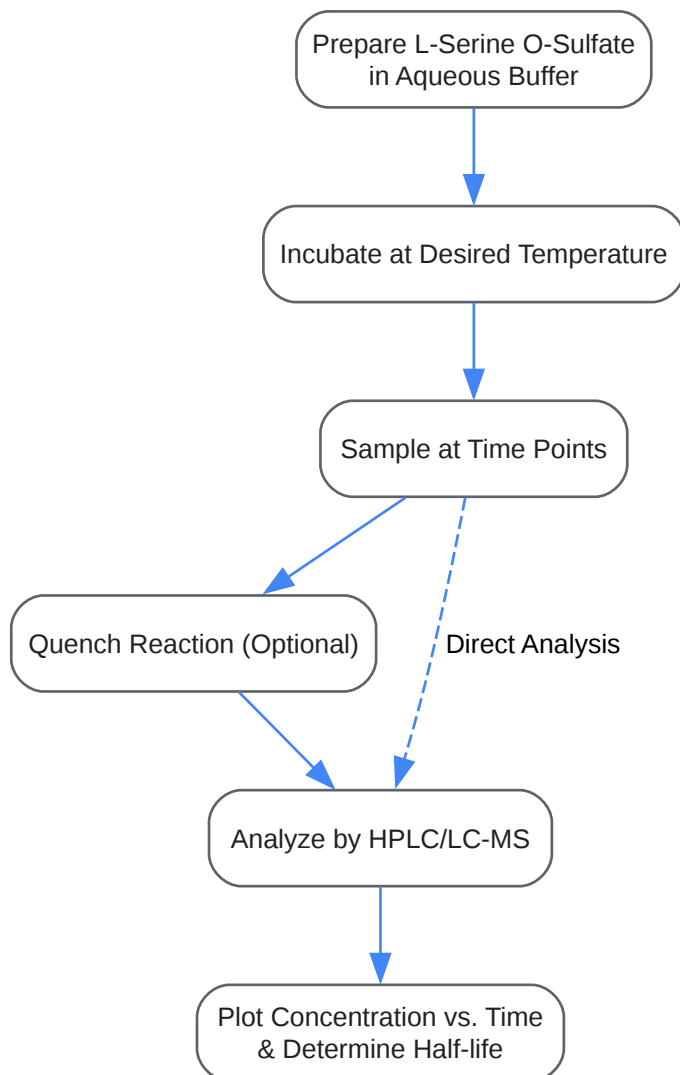 Prepare L-Serine O-Sulfate
in Aqueous Buffer
Incubate at Desired Temperature
Sample at Time Points
Quench Reaction (Optional)
Direct Analysis
Analyze by HPLC/LC-MS
Plot Concentration vs. Time
& Determine Half-life